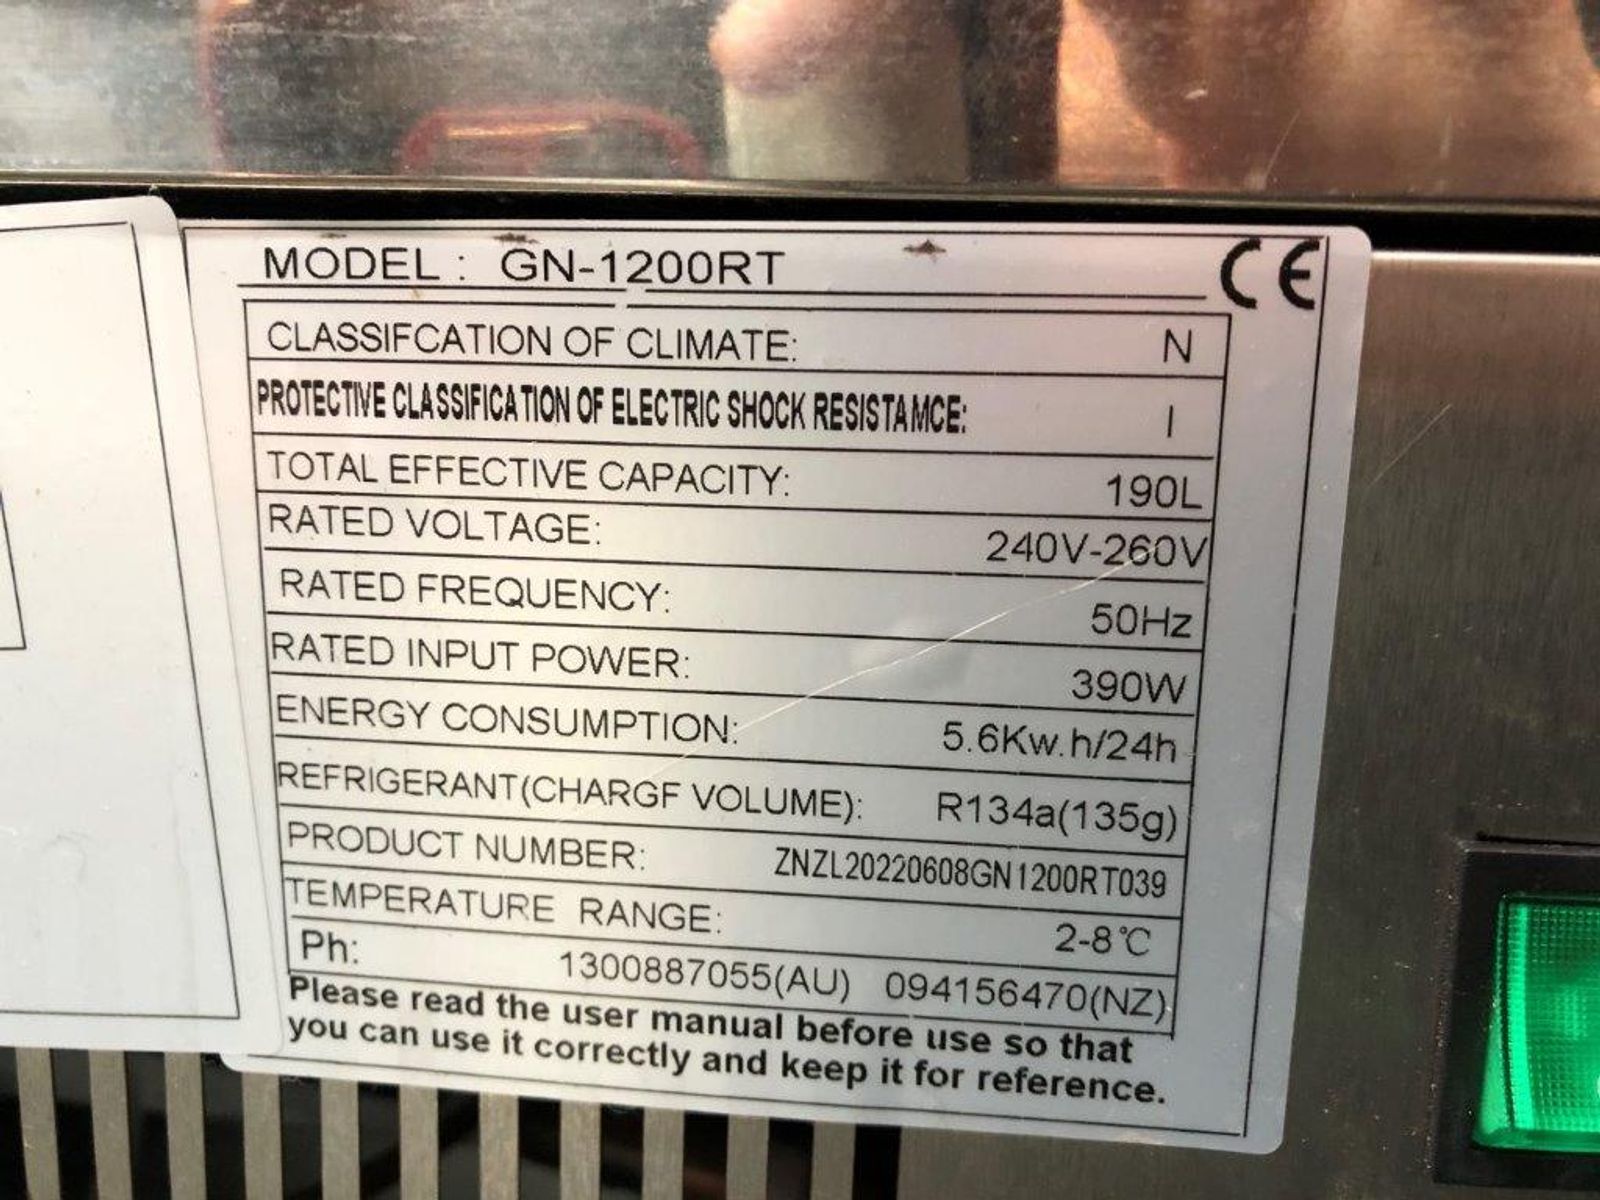 MODEL : GN-1200RT CE
CLASSIFCATION OF CLIMATE: N
PROTECTIVE CLASSIFICATION OF ELECTRIC SHOCK RESISTAMCE: I
TOTAL EFFECTIVE CAPACITY: 190L
RATED VOLTAGE: 240V-260V
RATED FREQUENCY: 50Hz
RATED INPUT POWER: 390W
ENERGY CONSUMPTION: 5.6Kw.h/24h
REFRIGERANT(CHARGF VOLUME): R134a(135g)
PRODUCT NUMBER: ZNZL20220608GN1200RT039
TEMPERATURE RANGE: 2-8℃
Ph: 1300887055(AU) 094156470(NZ)
Please read the user manual before use so that
you can use it correctly and keep it for reference.